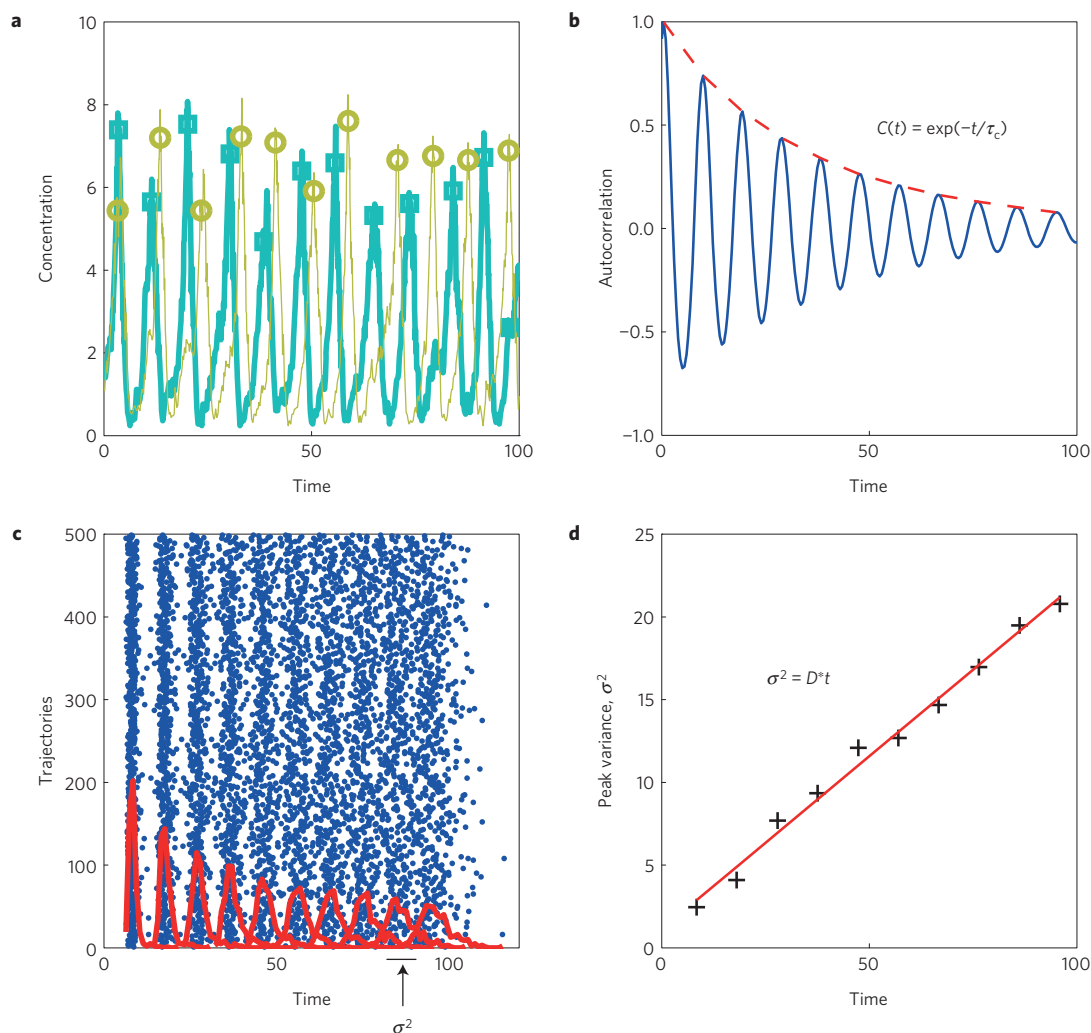 a
10
8
6
4
2
0
Concentration
0 50 100
Time
b
1.0
0.5
0.0
−0.5
−1.0
Autocorrelation
C(t) = exp(−t/τc)
0 50 100
Time
c
500
400
300
200
100
0
Trajectories
0 50 100
Time
σ²
d
25
20
15
10
5
0
Peak variance, σ²
σ² = D*t
0 50 100
Time